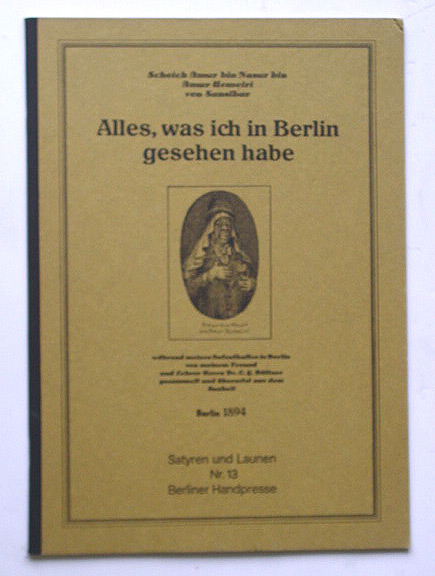 Scheich Amur bin Nasur bin
Amur Ilomeiri
von Sansibar
Alles, was ich in Berlin
gesehen habe
während meines Aufenthaltes in Berlin
von meinem Freund
und Lehrer Herrn Dr. C. G. Büttner
gesammelt und übersetzt aus dem
Suaheli
Berlin 1894
Satyren und Launen
Nr. 13
Berliner Handpresse